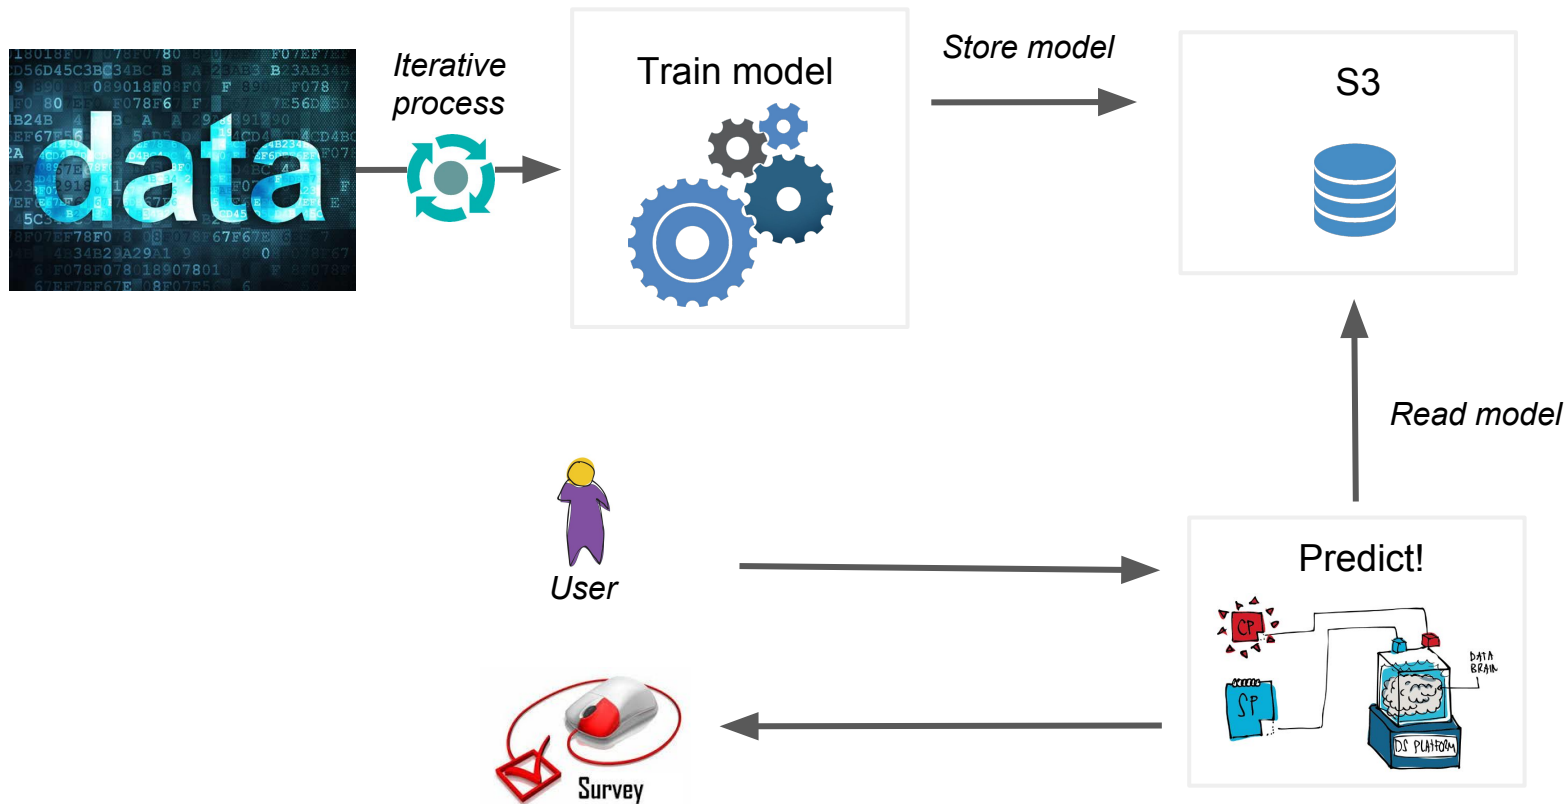 data
Iterative
process
Train model
Store model
S3
Read model
User
Predict!
CP
SP
DATA
BRAIN
DS PLATFORM
Survey